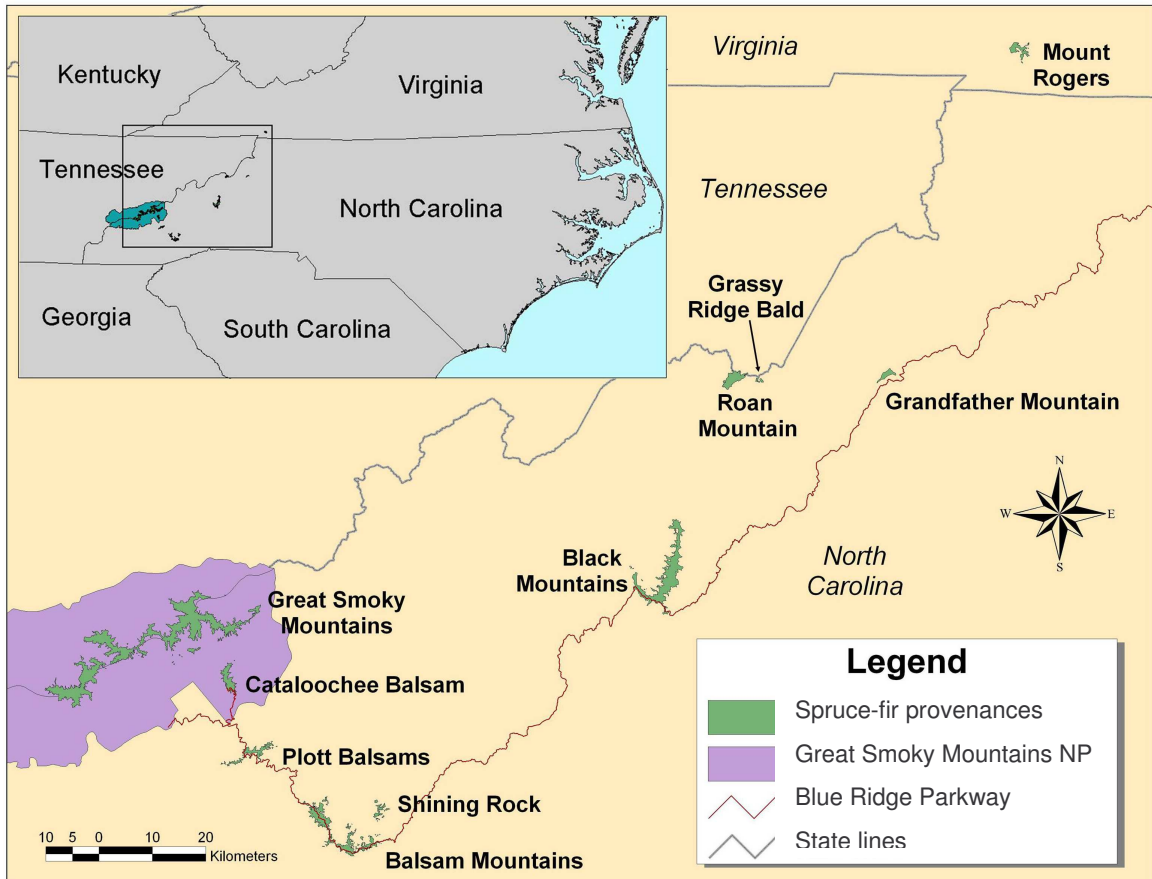 Kentucky
Virginia
Tennessee
North Carolina
Georgia
South Carolina
Virginia
Mount
Rogers
Tennessee
Grassy
Ridge Bald
Roan
Mountain
Grandfather Mountain
N
W
E
S
Black
Mountains
North
Carolina
Great Smoky
Mountains
Cataloochee Balsam
Plott Balsams
Shining Rock
Balsam Mountains
10 5 0 10 20
Kilometers
Legend
Spruce-fir provenances
Great Smoky Mountains NP
Blue Ridge Parkway
State lines